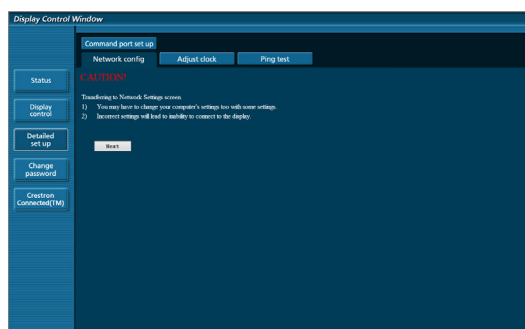 Display Control Window
Command port set up
Network config
Adjust clock
Ping test
CAUTION!
Transfering to Network Settings screen.
1) You may have to change your computer's settings too with some settings.
2) Incorrect settings will lead to inability to connect to the display.
Next
Status
Display
control
Detailed
set up
Change
password
Crestron
Connected(TM)